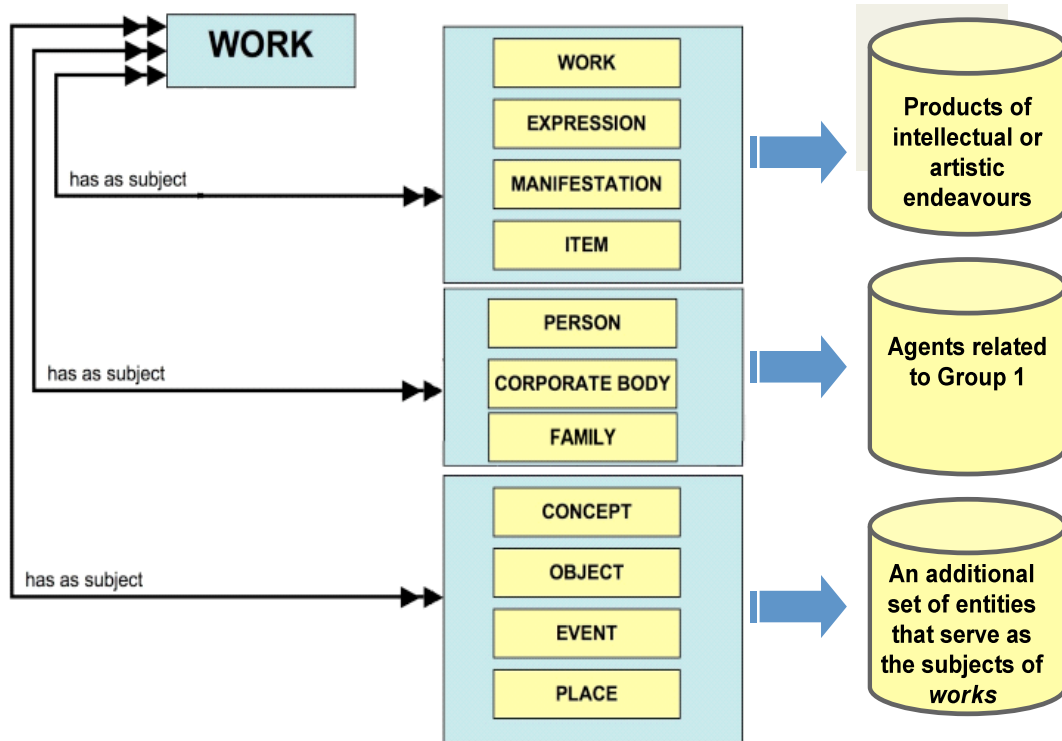 WORK
has as subject
has as subject
has as subject
WORK
EXPRESSION
MANIFESTATION
ITEM
PERSON
CORPORATE BODY
FAMILY
CONCEPT
OBJECT
EVENT
PLACE
Products of
intellectual or
artistic
endeavours
Agents related
to Group 1
An additional
set of entities
that serve as
the subjects of
works